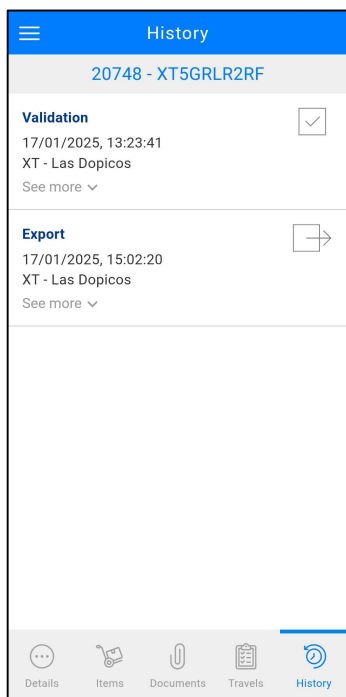 History
20748 - XT5GRLR2RF
Validation
17/01/2025, 13:23:41
XT - Las Dopicos
See more
Export
17/01/2025, 15:02:20
XT - Las Dopicos
See more
Details Items Documents Travels History